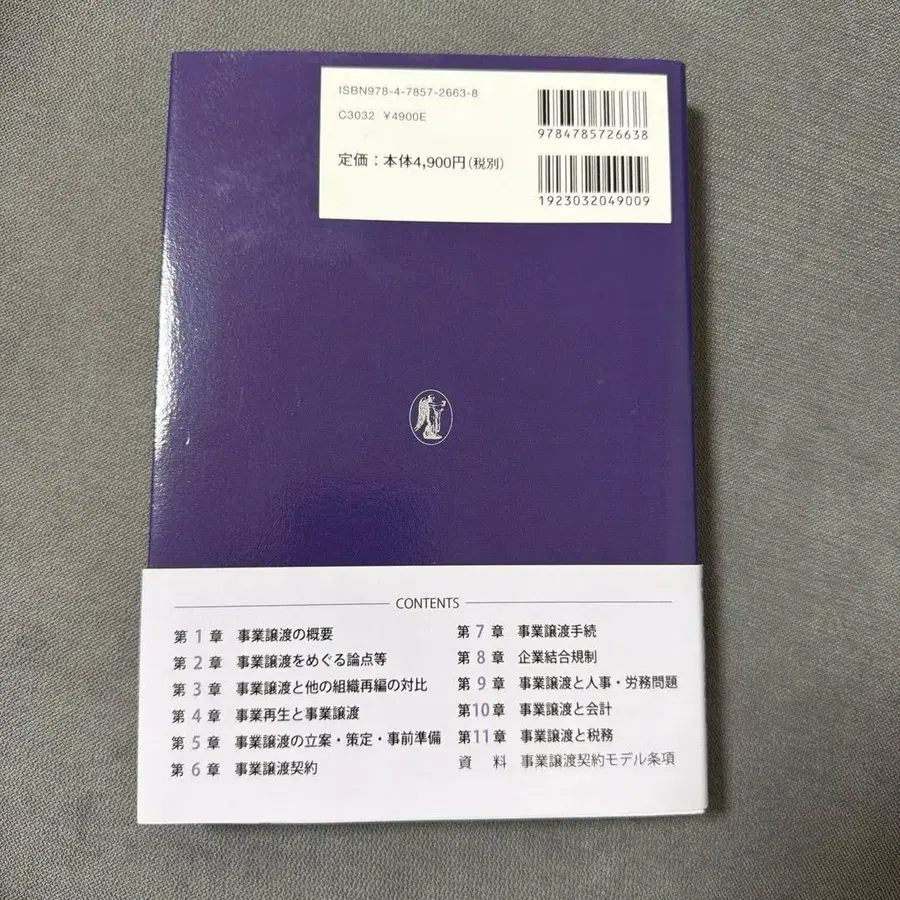 ISBN978-4-7857-2663-8
C3032 ¥4900E
定価：本体4,900円（税別）
9784785726638
1923032049009
CONTENTS
第1章 事業譲渡の概要
第2章 事業譲渡をめぐる論点等
第3章 事業譲渡と他の組織再編の対比
第4章 事業再生と事業譲渡
第5章 事業譲渡の立案・策定・事前準備
第6章 事業譲渡契約
第7章 事業譲渡手続
第8章 企業結合規制
第9章 事業譲渡と人事・労務問題
第10章 事業譲渡と会計
第11章 事業譲渡と税務
資料 事業譲渡契約モデル条項